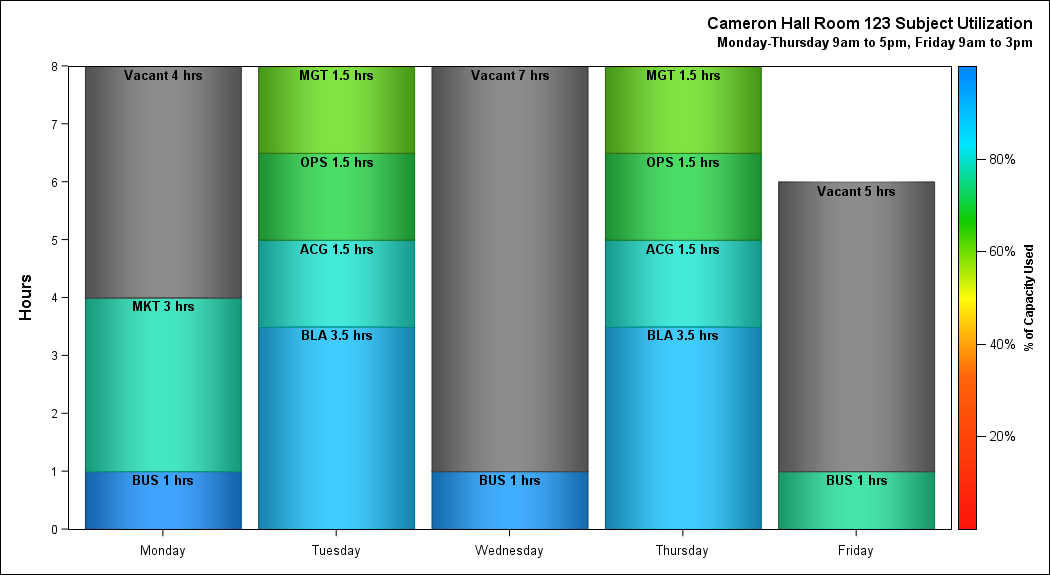 Cameron Hall Room 123 Subject Utilization
Monday-Thursday 9am to 5pm, Friday 9am to 3pm
Hours
8
7
6
5
4
3
2
1
0
Vacant 4 hrs
MKT 3 hrs
BUS 1 hrs
MGT 1.5 hrs
OPS 1.5 hrs
ACG 1.5 hrs
BLA 3.5 hrs
Vacant 7 hrs
BUS 1 hrs
MGT 1.5 hrs
OPS 1.5 hrs
ACG 1.5 hrs
BLA 3.5 hrs
Vacant 5 hrs
BUS 1 hrs
Monday
Tuesday
Wednesday
Thursday
Friday
80%
60%
40%
20%
% of Capacity Used